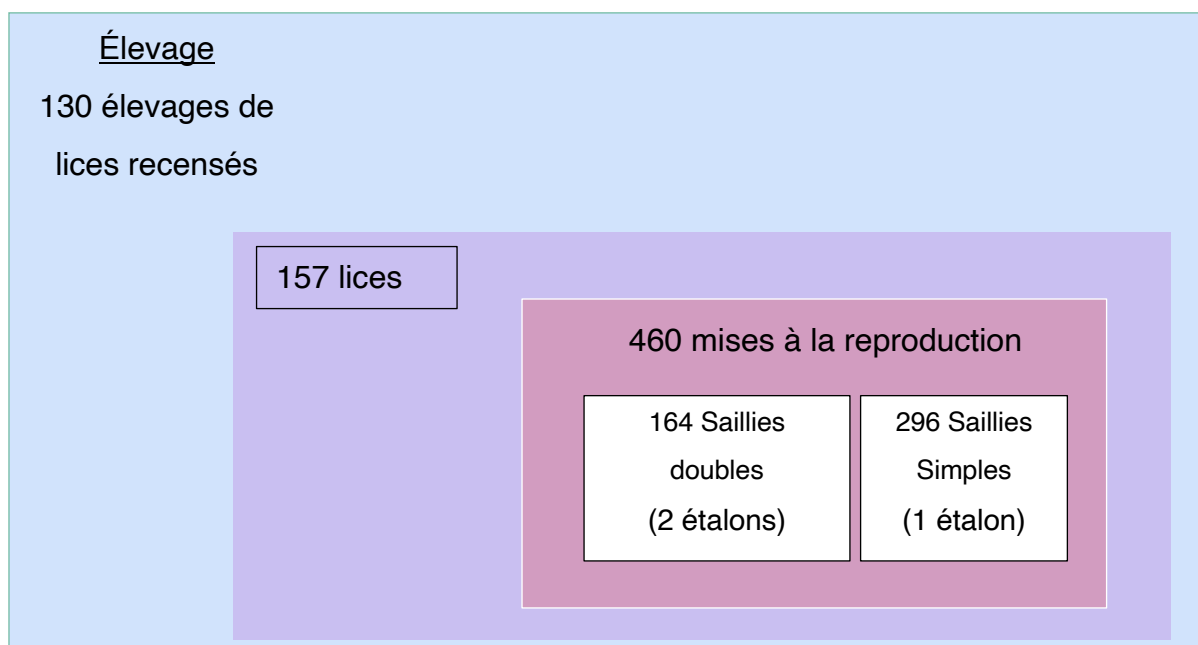 Élevage
130 élevages de
lices recensés
157 lices
460 mises à la reproduction
164 Saillies
doubles
(2 étalons)
296 Saillies
Simples
(1 étalon)